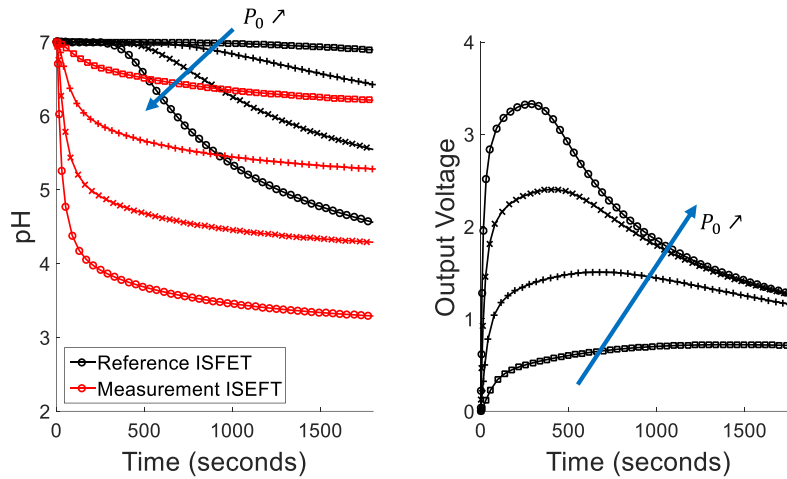 P₀ ↗
7
6
5
4
3
2
pH
0
500
1000
1500
Time (seconds)
Reference ISFET
Measurement ISEFT
4
3
2
1
0
Output Voltage
P₀ ↗
0
500
1000
1500
Time (seconds)